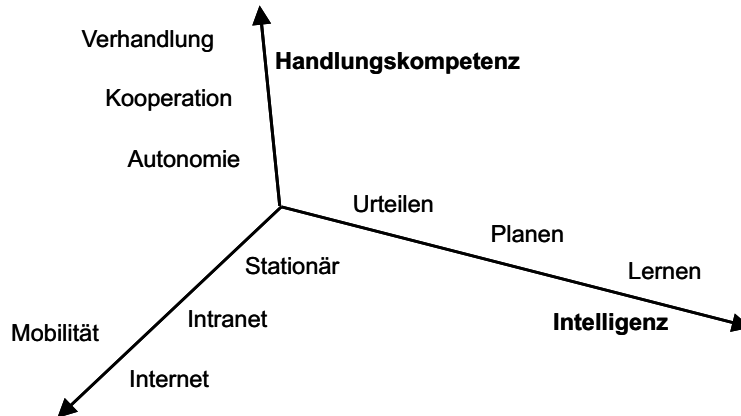 Verhandlung
Handlungskompetenz
Kooperation
Autonomie
Urteilen
Planen
Lernen
Stationär
Intranet
Intelligenz
Mobilität
Internet